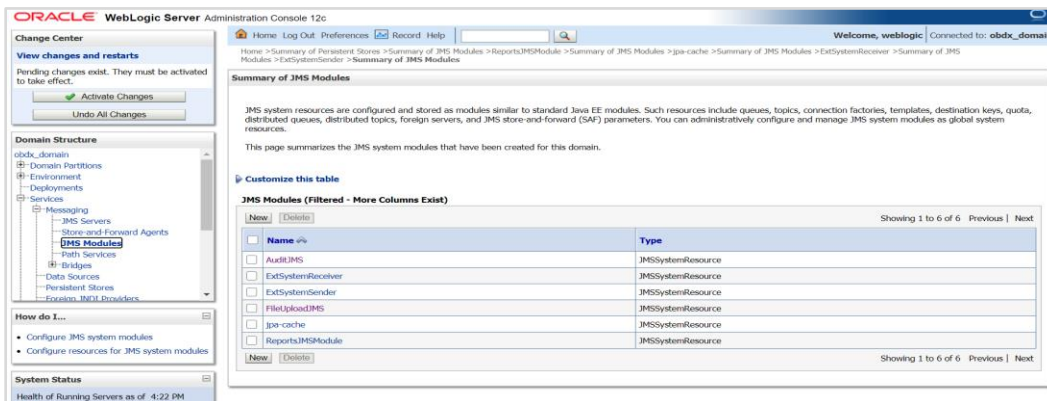 ORACLE WebLogic Server Administration Console 12c
Change Center
View changes and restarts
Pending changes exist. They must be activated
to take effect.
Activate Changes
Undo All Changes
Domain Structure
obdx_domain
Domain Partitions
Environment
Deployments
Services
Messaging
JMS Servers
Store-and-Forward Agents
JMS Modules
Path Services
Bridges
Data Sources
Persistent Stores
Foreign JNDI Providers
How do I...
Configure JMS system modules
Configure resources for JMS system modules
System Status
Health of Running Servers as of 4:22 PM
Home Log Out Preferences Record Help
Welcome, weblogic Connected to: obdx_domai
Home >Summary of Persistent Stores >Summary of JMS Modules >ReportsJMSModule >Summary of JMS Modules >jpa-cache >Summary of JMS Modules >ExtSystemReceiver >Summary of JMS
Modules >ExtSystemSender >Summary of JMS Modules
Summary of JMS Modules
JMS system resources are configured and stored as modules similar to standard Java EE modules. Such resources include queues, topics, connection factories, templates, destination keys, quota,
distributed queues, distributed topics, foreign servers, and JMS store-and-forward (SAF) parameters. You can administratively configure and manage JMS system modules as global system
resources.
This page summarizes the JMS system modules that have been created for this domain.
Customize this table
JMS Modules (Filtered - More Columns Exist)
New Delete Showing 1 to 6 of 6 Previous | Next
Name Type
AuditJMS JMSSystemResource
ExtSystemReceiver JMSSystemResource
ExtSystemSender JMSSystemResource
FileUploadJMS JMSSystemResource
jpa-cache JMSSystemResource
ReportsJMSModule JMSSystemResource
New Delete Showing 1 to 6 of 6 Previous | Next